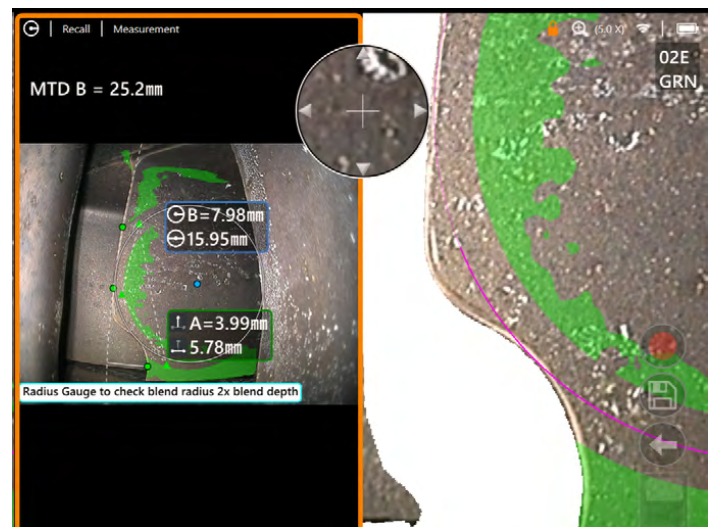 Recall | Measurement
(5.0 X)
02E
GRN
MTD B = 25.2mm
B=7.98mm
15.95mm
A=3.99mm
5.78mm
Radius Gauge to check blend radius 2x blend depth